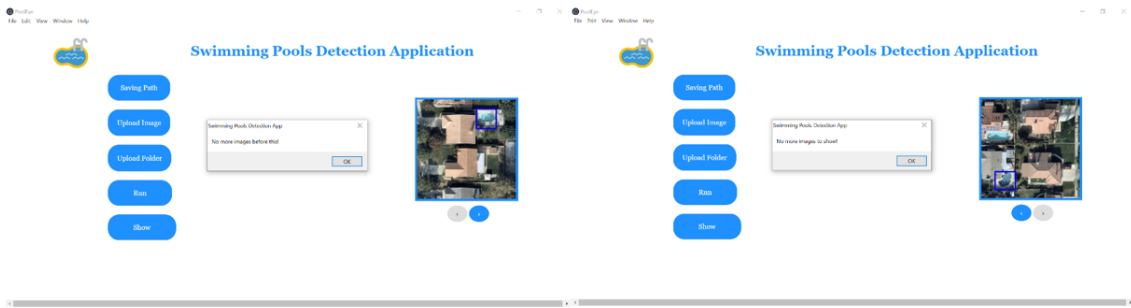 PoolEye
File Edit View Window Help
Swimming Pools Detection Application
Saving Path
Upload Image
Upload Folder
Run
Show
Swimming Pools Detection App
No more images before this!
OK
PoolEye
File Edit View Window Help
Swimming Pools Detection Application
Saving Path
Upload Image
Upload Folder
Run
Show
Swimming Pools Detection App
No more images to show!
OK